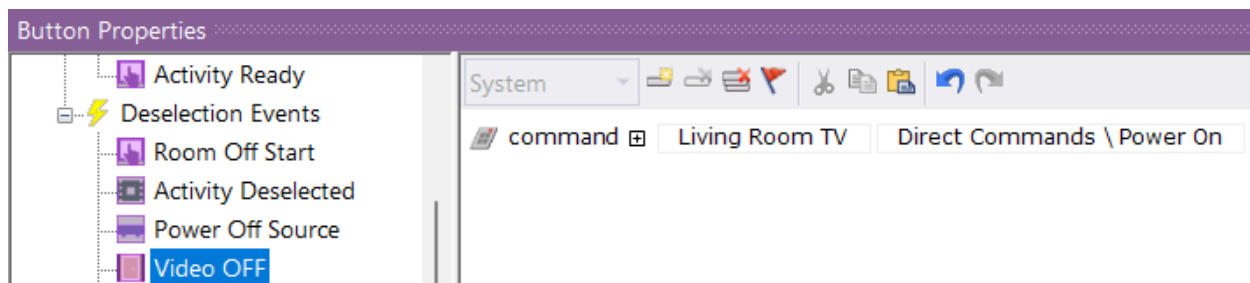 Button Properties
Activity Ready
Deselection Events
Room Off Start
Activity Deselected
Power Off Source
Video OFF
System
command Living Room TV Direct Commands \ Power On